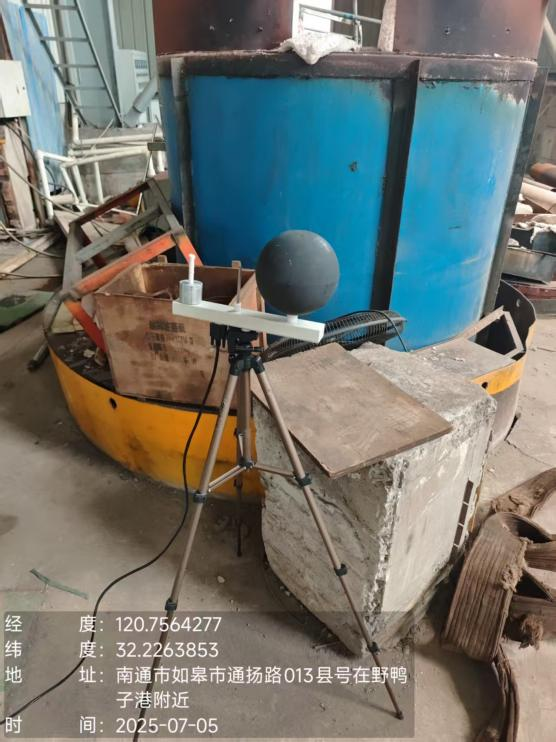 经 度：120.7564277
纬 度：32.2263853
地 址：南通市如皋市通扬路013县号在野鸭
子港附近
时 间：2025-07-05